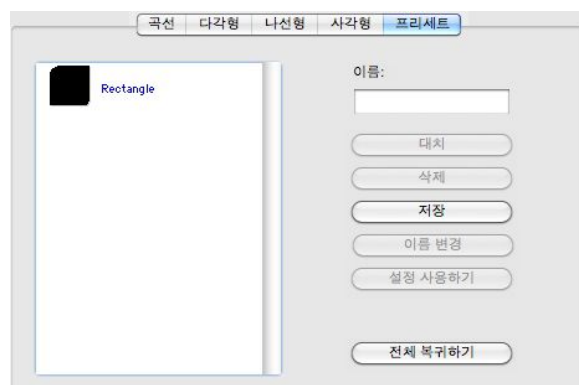 곡선 다각형 나선형 사각형 프리세트
Rectangle
이름:
대치
삭제
저장
이름 변경
설정 사용하기
전체 복귀하기